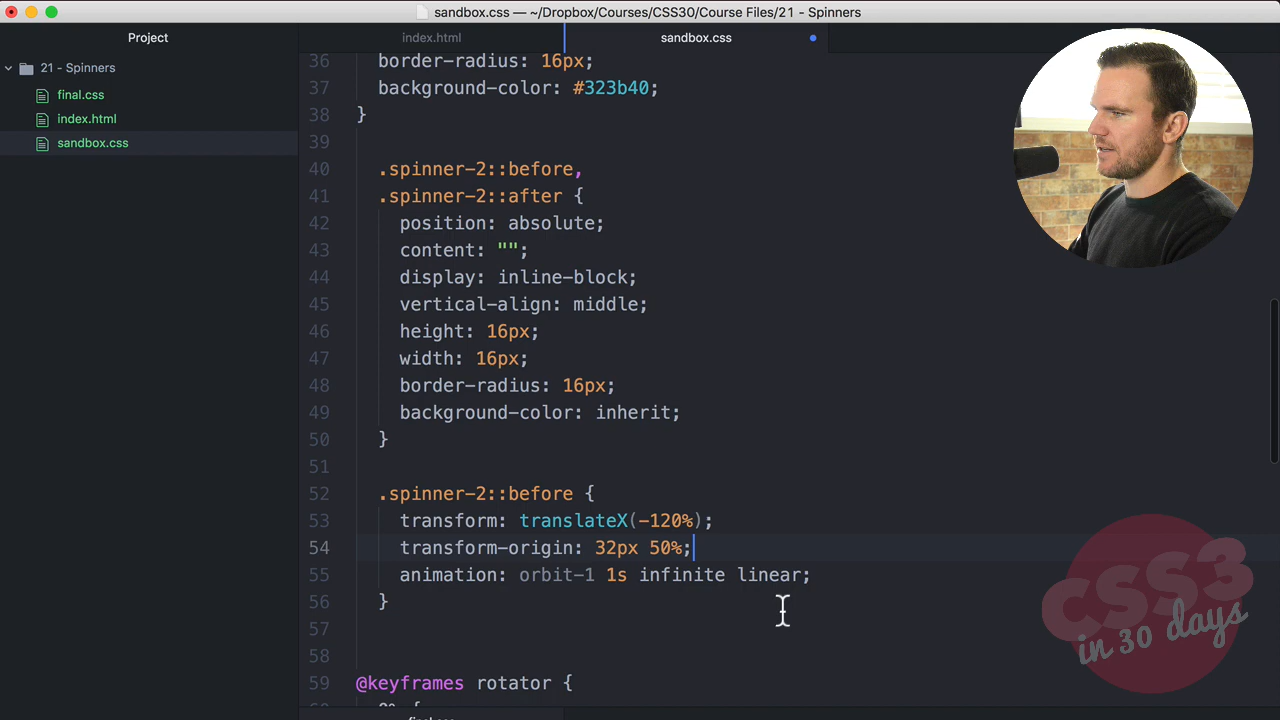 sandbox.css — ~/Dropbox/Courses/CSS30/Course Files/21 - Spinners
Project
index.html
sandbox.css
21 - Spinners
final.css
index.html
sandbox.css
36 border-radius: 16px;
37 background-color: #323b40;
38 }
39
40 .spinner-2::before,
41 .spinner-2::after {
42 position: absolute;
43 content: "";
44 display: inline-block;
45 vertical-align: middle;
46 height: 16px;
47 width: 16px;
48 border-radius: 16px;
49 background-color: inherit;
50 }
51
52 .spinner-2::before {
53 transform: translateX(-120%);
54 transform-origin: 32px 50%;
55 animation: orbit-1 1s infinite linear;
56 }
57
58
59 @keyframes rotator {
CSS3
in 30 days